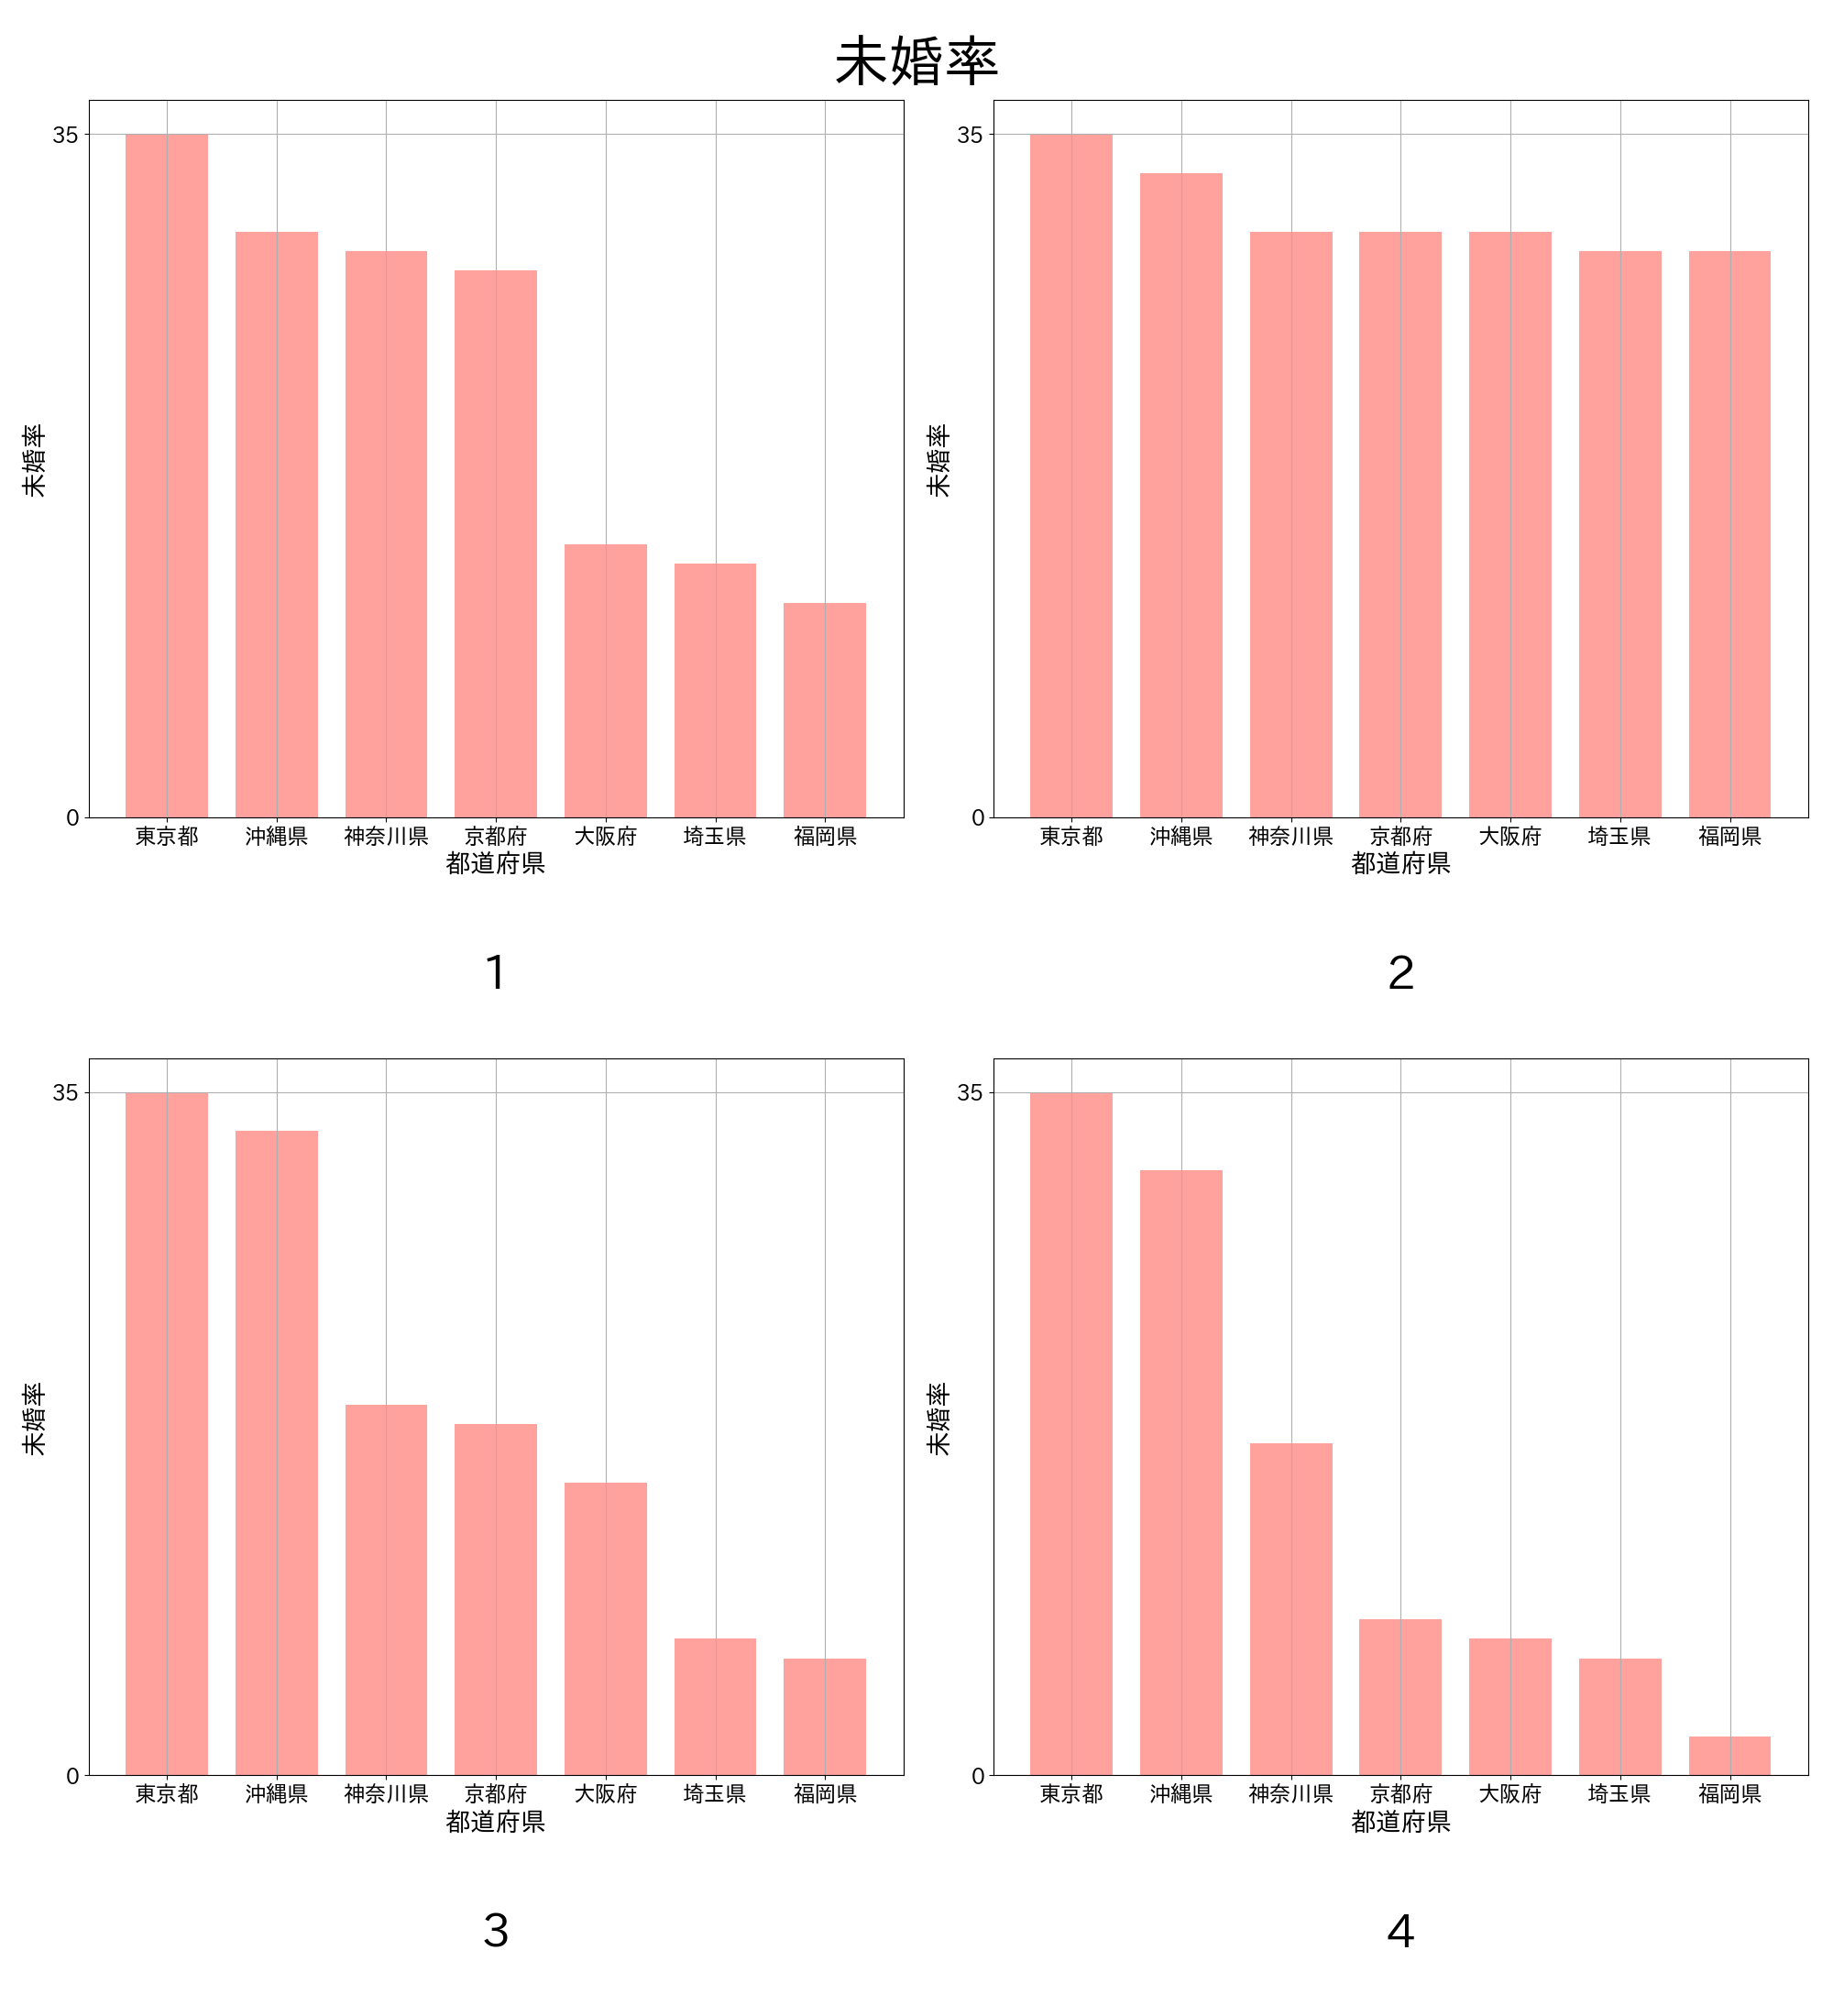 未婚率
35
0
未婚率
東京都 沖縄県 神奈川県 京都府 大阪府 埼玉県 福岡県
都道府県
1
35
0
未婚率
東京都 沖縄県 神奈川県 京都府 大阪府 埼玉県 福岡県
都道府県
2
35
0
未婚率
東京都 沖縄県 神奈川県 京都府 大阪府 埼玉県 福岡県
都道府県
3
35
0
未婚率
東京都 沖縄県 神奈川県 京都府 大阪府 埼玉県 福岡県
都道府県
4